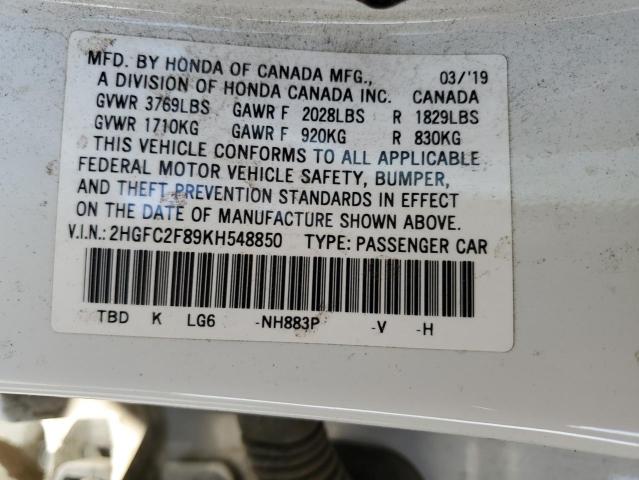 MFD. BY HONDA OF CANADA MFG., 03/'19
A DIVISION OF HONDA CANADA INC. CANADA
GVWR 3769LBS GAWR F 2028LBS R 1829LBS
GVWR 1710KG GAWR F 920KG R 830KG
THIS VEHICLE CONFORMS TO ALL APPLICABLE
FEDERAL MOTOR VEHICLE SAFETY, BUMPER,
AND THEFT PREVENTION STANDARDS IN EFFECT
ON THE DATE OF MANUFACTURE SHOWN ABOVE.
V.I.N.: 2HGFC2F89KH548850 TYPE: PASSENGER CAR
TBD K LG6 -NH883P -V -H